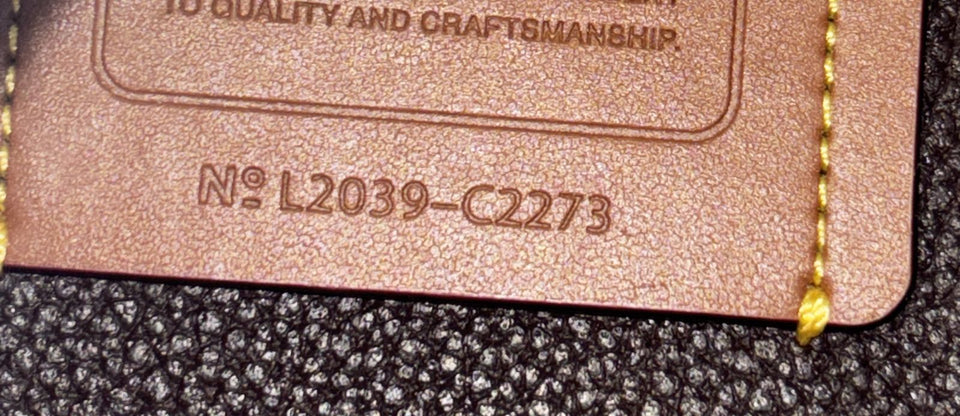 TO QUALITY AND CRAFTSMANSHIP.
Nº L2039–C2273